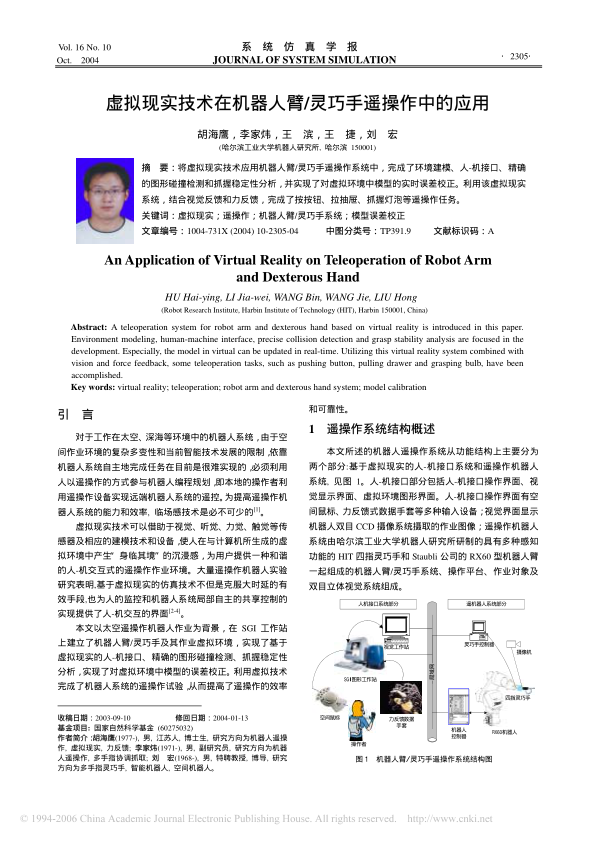 Vol. 16 No. 10
Oct. 2004
系 统 仿 真 学 报
JOURNAL OF SYSTEM SIMULATION
· 2305·
虚拟现实技术在机器人臂/灵巧手遥操作中的应用
胡海鹰，李家炜，王 滨，王 捷，刘 宏
(哈尔滨工业大学机器人研究所, 哈尔滨 150001)
摘 要：将虚拟现实技术应用机器人臂/灵巧手遥操作系统中，完成了环境建模、人-机接口、精确
的图形碰撞检测和抓握稳定性分析，并实现了对虚拟环境中模型的实时误差校正。利用该虚拟现实
系统，结合视觉反馈和力反馈，完成了按按钮、拉抽屉、抓握灯泡等遥操作任务。
关键词：虚拟现实；遥操作；机器人臂/灵巧手系统；模型误差校正
文章编号：1004-731X (2004) 10-2305-04 中图分类号：TP391.9 文献标识码：A
An Application of Virtual Reality on Teleoperation of Robot Arm
and Dexterous Hand
HU Hai-ying, LI Jia-wei, WANG Bin, WANG Jie, LIU Hong
(Robot Research Institute, Harbin Institute of Technology (HIT), Harbin 150001, China)
Abstract: A teleoperation system for robot arm and dexterous hand based on virtual reality is introduced in this paper.
Environment modeling, human-machine interface, precise collision detection and grasp stability analysis are focused in the
development. Especially, the model in virtual can be updated in real-time. Utilizing this virtual reality system combined with
vision and force feedback, some teleoperation tasks, such as pushing button, pulling drawer and grasping bulb, have been
accomplished.
Key words: virtual reality; teleoperation; robot arm and dexterous hand system; model calibration
引 言
对于工作在太空、深海等环境中的机器人系统，由于空
间作业环境的复杂多变性和当前智能技术发展的限制，依靠
机器人系统自主地完成任务在目前是很难实现的，必须利用
人以遥操作的方式参与机器人编程规划，即本地的操作者利
用遥操作设备实现远端机器人系统的遥控。为提高遥操作机
器人系统的能力和效率，临场感技术是必不可少的[1]。
虚拟现实技术可以借助于视觉、听觉、力觉、触觉等传
感器及相应的建模技术和设备，使人在与计算机所生成的虚
拟环境中产生“身临其境”的沉浸感，为用户提供一种和谐
的人-机交互式的遥操作作业环境。大量遥操作机器人实验
研究表明，基于虚拟现实的仿真技术不但是克服大时延的有
效手段，也为人的监控和机器人系统局部自主的共享控制的
实现提供了人-机交互的界面[2-4]。
本文以太空遥操作机器人作业为背景，在 SGI 工作站
上建立了机器人臂/灵巧手及其作业虚拟环境，实现了基于
虚拟现实的人-机接口、精确的图形碰撞检测、抓握稳定性
分析，实现了对虚拟环境中模型的误差校正。利用虚拟技术
完成了机器人系统的遥操作试验，从而提高了遥操作的效率
收稿日期：2003-09-10 修回日期：2004-01-13
基金项目：国家自然科学基金 (60275032)
作者简介：胡海鹰(1977-), 男, 江苏人, 博士生, 研究方向为机器人遥操
作, 虚拟现实, 力反馈; 李家炜(1971-), 男, 副研究员, 研究方向为机器
人遥操作, 多手指协调抓取; 刘 宏(1968-), 男, 特聘教授, 博导, 研究
方向为多手指灵巧手, 智能机器人, 空间机器人。
和可靠性。
1 遥操作系统结构概述
本文所述的机器人遥操作系统从功能结构上主要分为
两个部分:基于虚拟现实的人-机接口系统和遥操作机器人
系统, 见图 1。人-机接口部分包括人-机接口操作界面、视
觉显示界面、虚拟环境图形界面。人-机接口操作界面有空
间鼠标、力反馈式数据手套等多种输入设备；视觉界面显示
机器人双目 CCD 摄像系统摄取的作业图像；遥操作机器人
系统由哈尔滨工业大学机器人研究所研制的具有多种感知
功能的 HIT 四指灵巧手和 Staubli 公司的 RX60 型机器人臂
一起组成的机器人臂/灵巧手系统、操作平台、作业对象及
双目立体视觉系统组成。
人机接口系统部分
遥机器人系统部分
视觉工作站
灵巧手控制器
摄像机
SGI图形工作站
四指灵巧手
空间鼠标
力反馈数据
手套
操作者
机器人
控制器
RX60机器人
图 1 机器人臂/灵巧手遥操作系统结构图
© 1994-2006 China Academic Journal Electronic Publishing House. All rights reserved. http://www.cnki.net